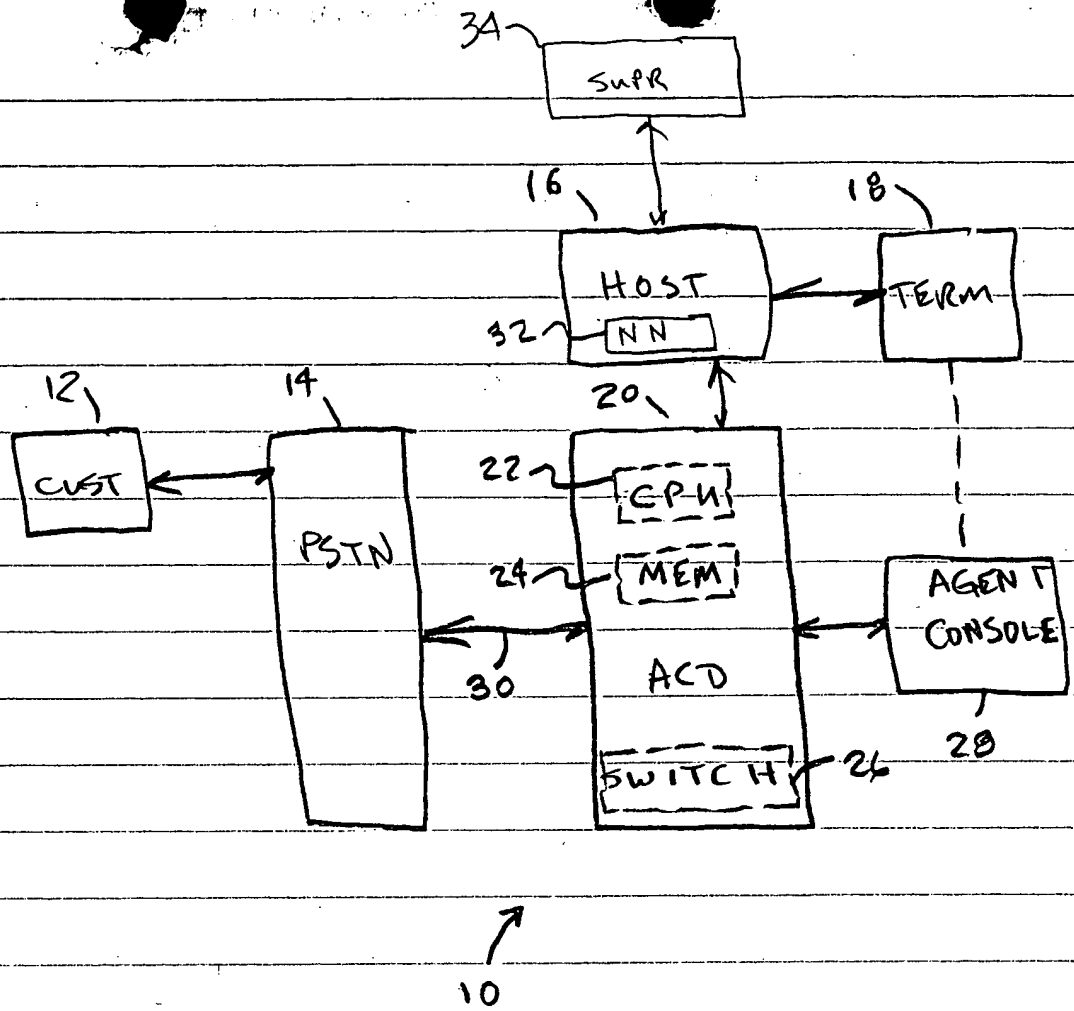 34
SUPR
16
18
HOST
TERM
32
NN
12
14
20
CUST
22
CPU
PSTN
24
MEM
AGENT
CONSOLE
30
ACD
28
SWITCH
26
10